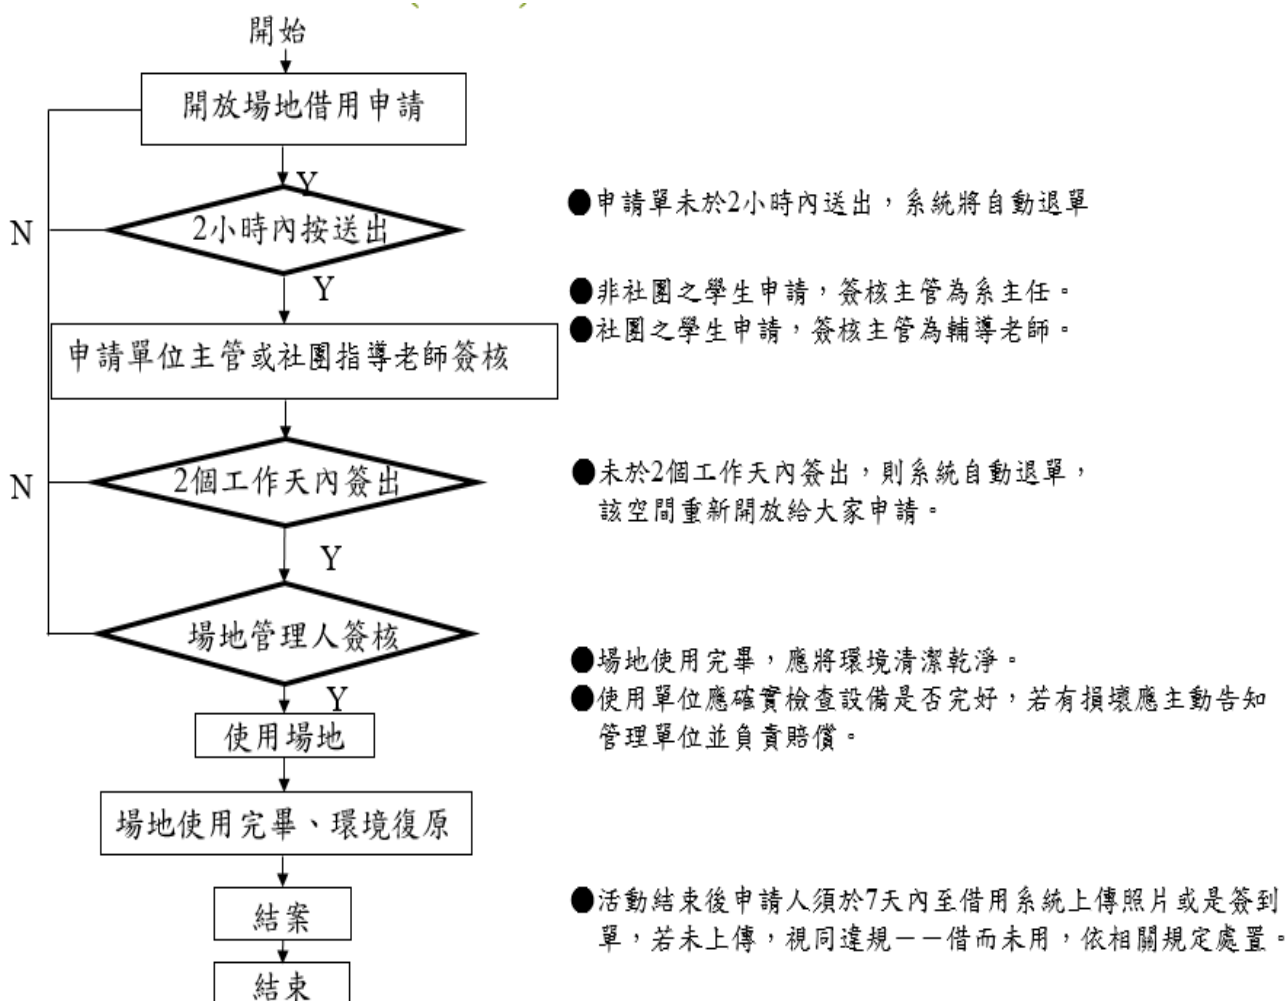 開始
開放場地借用申請
Y
N
2小時內按送出
●申請單未於2小時內送出，系統將自動退單
Y
●非社團之學生申請，簽核主管為系主任。
●社團之學生申請，簽核主管為輔導老師。
申請單位主管或社團指導老師簽核
N
2個工作天內簽出
●未於2個工作天內簽出，則系統自動退單，
該空間重新開放給大家申請。
Y
場地管理人簽核
●場地使用完畢，應將環境清潔乾淨。
Y
●使用單位應確實檢查設備是否完好，若有損壞應主動告知
管理單位並負責賠償。
使用場地
場地使用完畢、環境復原
結案
●活動結束後申請人須於7天內至借用系統上傳照片或是簽到
單，若未上傳，視同違規－－借而未用，依相關規定處置。
結束